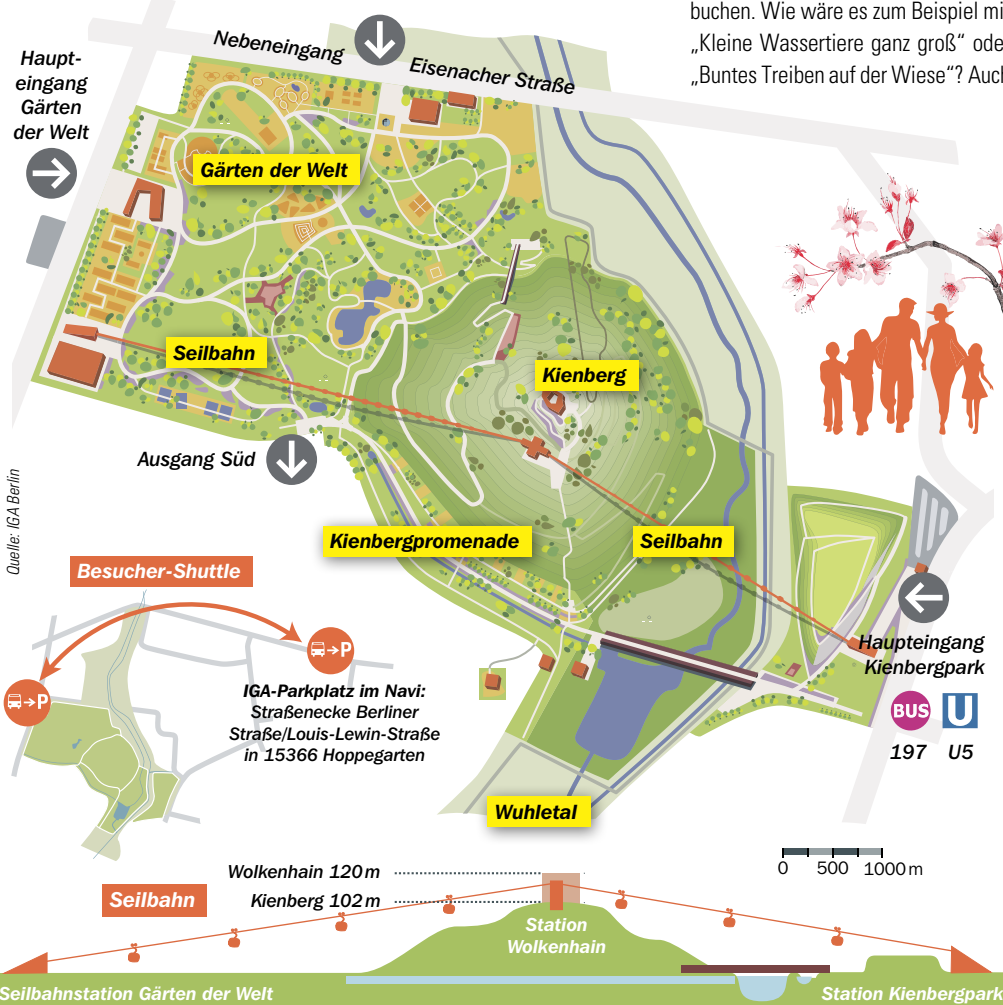 buchen. Wie wäre es zum Beispiel mi
„Kleine Wassertiere ganz groß“ ode
„Buntes Treiben auf der Wiese“? Auch
Haupt-
eingang
Gärten
der Welt
Nebeneingang
Eisenacher Straße
Gärten der Welt
Seilbahn
Kienberg
Ausgang Süd
Kienbergpromenade
Seilbahn
Quelle: IGA Berlin
Besucher-Shuttle
P
P
IGA-Parkplatz im Navi:
Straßenecke Berliner
Straße/Louis-Lewin-Straße
in 15366 Hoppegarten
Haupteingang
Kienbergpark
BUS U
197 U5
Wuhletal
0 500 1000 m
Seilbahn
Wolkenhain 120 m
Kienberg 102 m
Station
Wolkenhain
Seilbahnstation Gärten der Welt
Station Kienbergpark